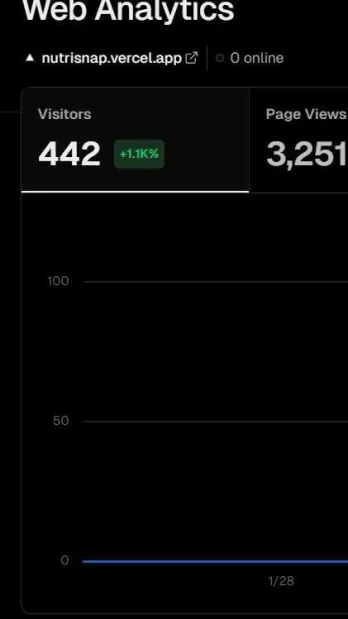 Web Analytics
nutrisnap.vercel.app 0 online
Visitors
442 +1.1K%
Page Views
3,251
100
50
0
1/28